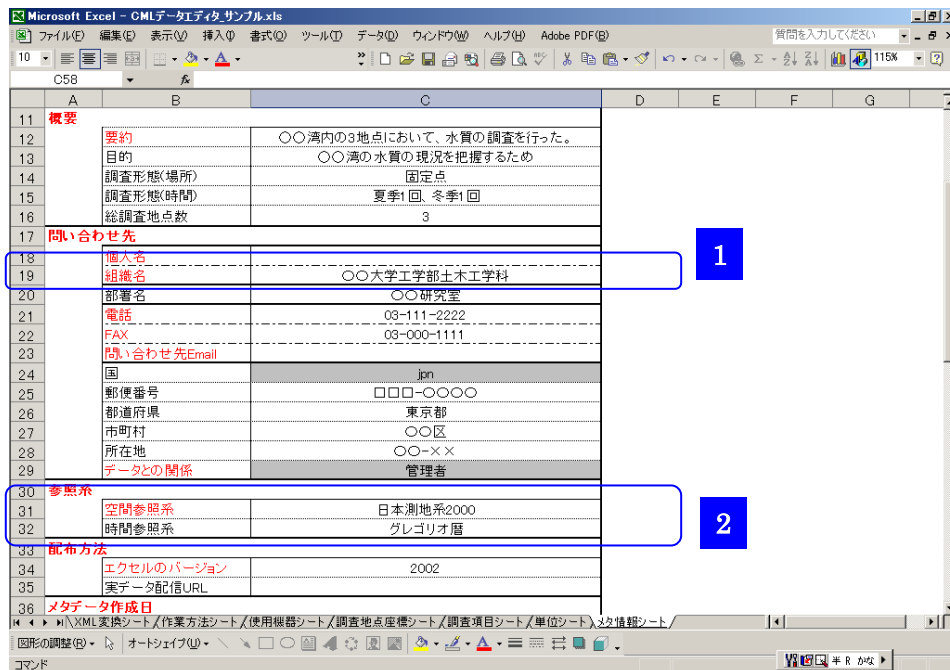 Microsoft Excel - CMLデータエディタ_サンプル.xls
ファイル(F) 編集(E) 表示(V) 挿入(I) 書式(O) ツール(T) データ(D) ウィンドウ(W) ヘルプ(H) Adobe PDF(B) 質問を入力してください
10 115%
C58 fx
A B C D E F G
11 概要
12 要約 〇〇湾内の3地点において、水質の調査を行った。
13 目的 〇〇湾の水質の現況を把握するため
14 調査形態(場所) 固定点
15 調査形態(時間) 夏季1回、冬季1回
16 総調査地点数 3
17 問い合わせ先
18 個人名
1
19 組織名 〇〇大学工学部土木工学科
20 部署名 〇〇研究室
21 電話 03-111-2222
22 FAX 03-000-1111
23 問い合わせ先Email
24 国 jpn
25 郵便番号 □□□-〇〇〇〇
26 都道府県 東京都
27 市町村 〇〇区
28 所在地 〇〇-××
29 データとの関係 管理者
30 参照系
31 空間参照系 日本測地系2000
2
32 時間参照系 グレゴリオ暦
33 配布方法
34 エクセルのバージョン 2002
35 実データ配信URL
36 メタデータ作成日
XML変換シート/作業方法シート/使用機器シート/調査地点座標シート/調査項目シート/単位シート/メタ情報シート/
図形の調整(R) オートシェイプ(U)
コマンド 半 R かな